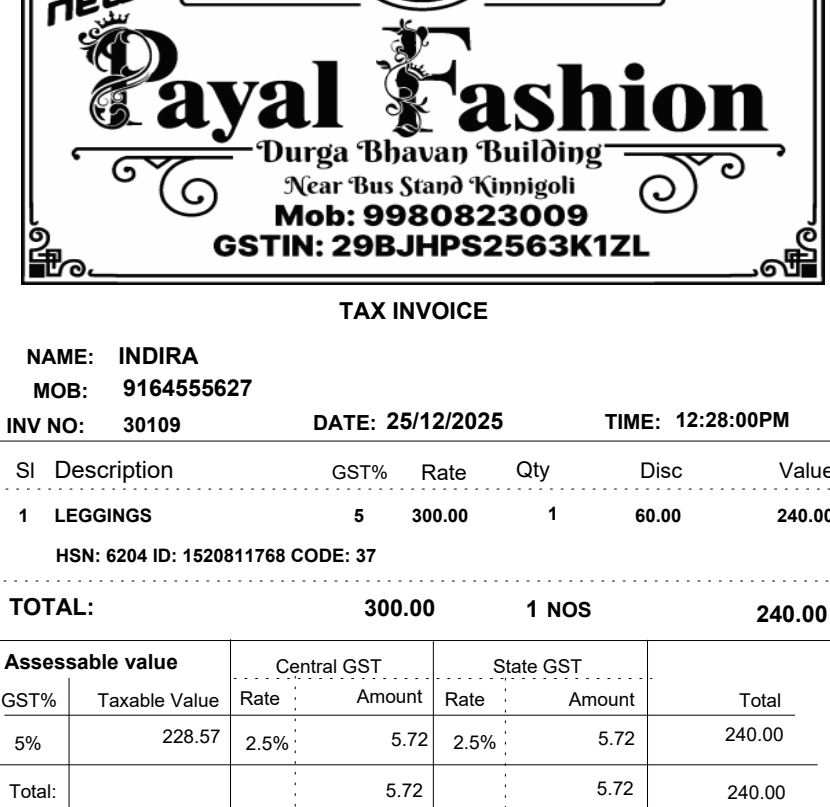 new
Payal Fashion
Durga Bhavan Building
Near Bus Stand Kinnigoli
Mob: 9980823009
GSTIN: 29BJHPS2563K1ZL
TAX INVOICE
NAME: INDIRA
MOB: 9164555627
INV NO: 30109 DATE: 25/12/2025 TIME: 12:28:00PM
Sl Description GST% Rate Qty Disc Value
1 LEGGINGS 5 300.00 1 60.00 240.00
HSN: 6204 ID: 1520811768 CODE: 37
TOTAL: 300.00 1 NOS 240.00
Assessable value Central GST State GST
GST% Taxable Value Rate Amount Rate Amount Total
5% 228.57 2.5% 5.72 2.5% 5.72 240.00
Total: 5.72 5.72 240.00